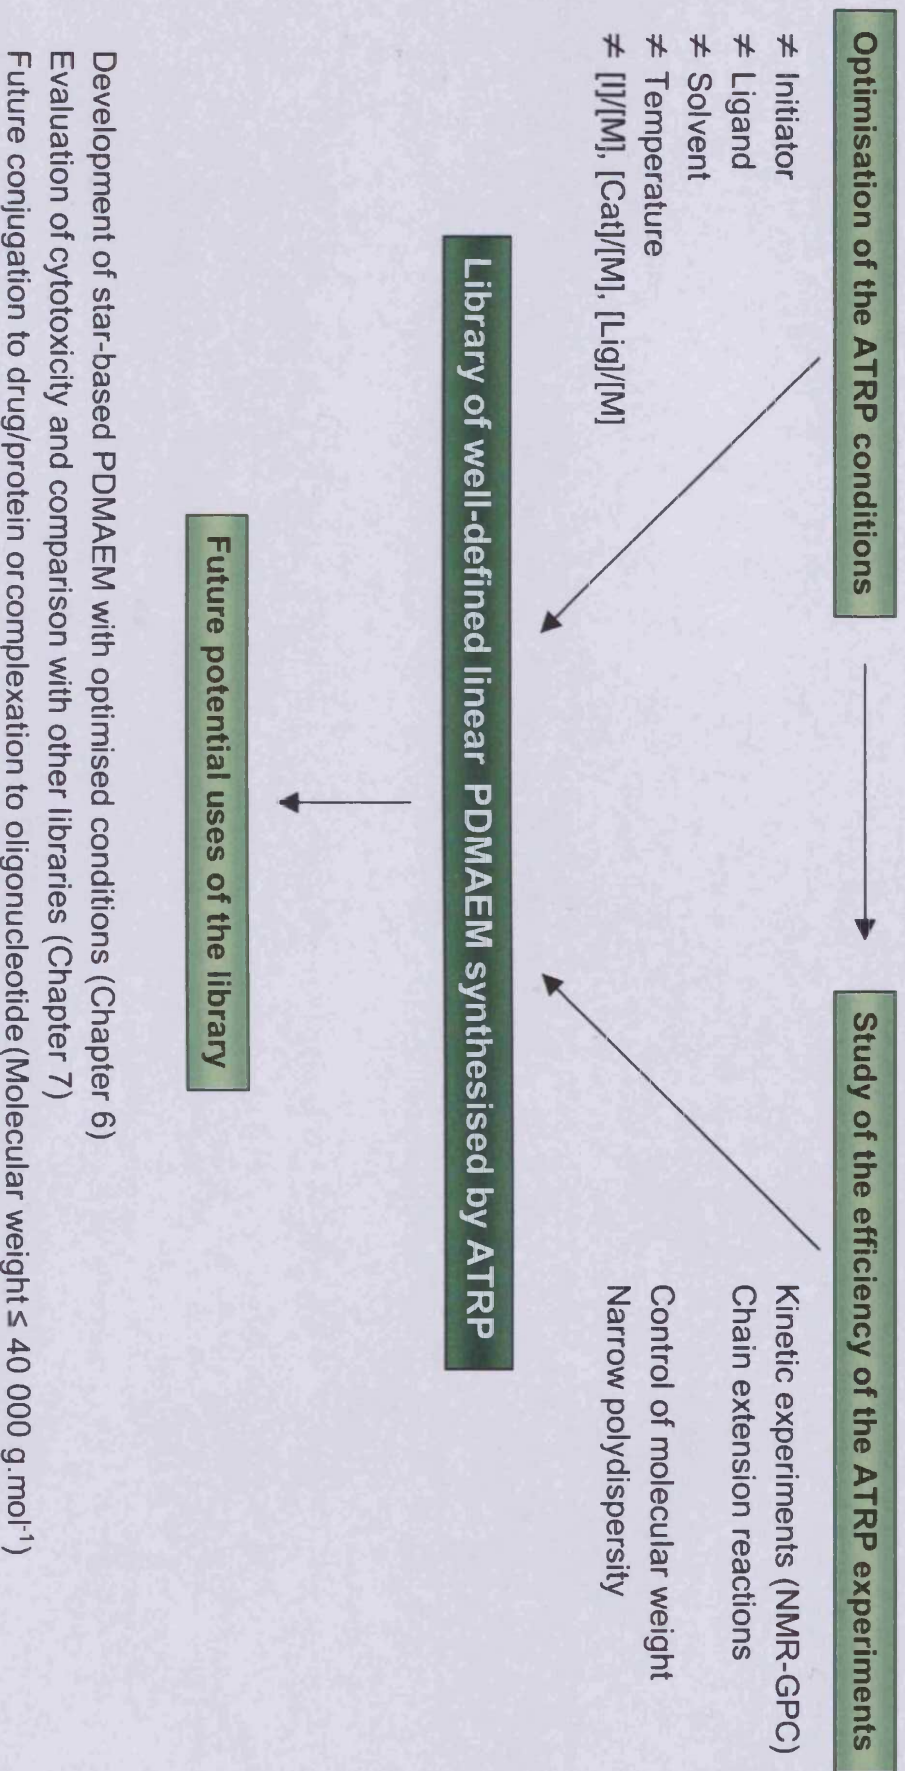 Optimisation of the ATRP conditions
≠ Initiator
≠ Ligand
≠ Solvent
≠ Temperature
≠ [I]/[M], [Cat]/[M], [Lig]/[M]
Study of the efficiency of the ATRP experiments
Kinetic experiments (NMR-GPC)
Chain extension reactions
Control of molecular weight
Narrow polydispersity
Library of well-defined linear PDMAEM synthesised by ATRP
Future potential uses of the library
Development of star-based PDMAEM with optimised conditions (Chapter 6)
Evaluation of cytotoxicity and comparison with other libraries (Chapter 7)
Future conjugation to drug/protein or complexation to oligonucleotide (Molecular weight ≤ 40 000 g.mol⁻¹)